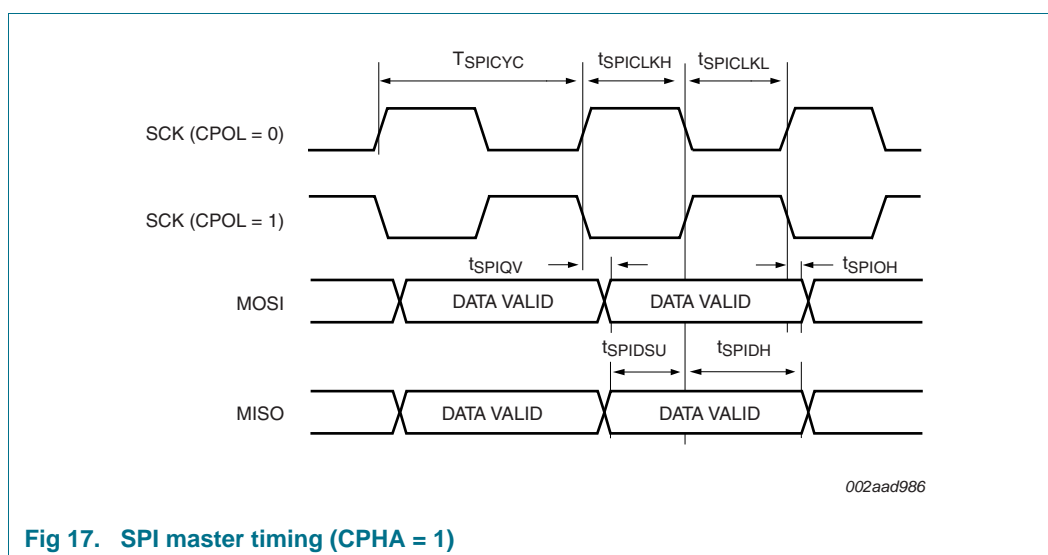 TSPICYC tSPICLKH tSPICLKL
SCK (CPOL = 0)
SCK (CPOL = 1)
tSPIQV tSPIOH
MOSI DATA VALID DATA VALID
tSPIDSU tSPIDH
MISO DATA VALID DATA VALID
002aad986
Fig 17. SPI master timing (CPHA = 1)